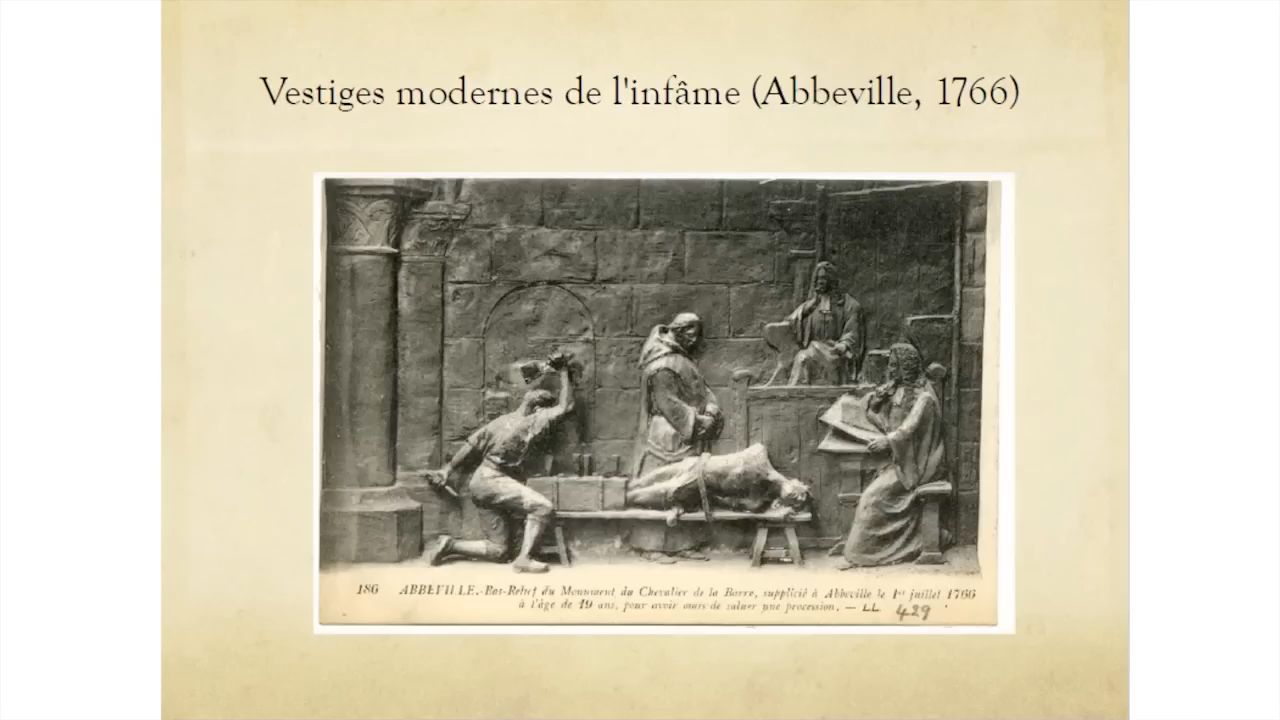 Vestiges modernes de l'infâme (Abbeville, 1766)
186 ABBEVILLE.-Bas-Relief du Monument du Chevalier de la Barre, supplicié à Abbeville le 1er juillet 1766
à l'âge de 19 ans, pour avoir omis de saluer une procession. — LL 429